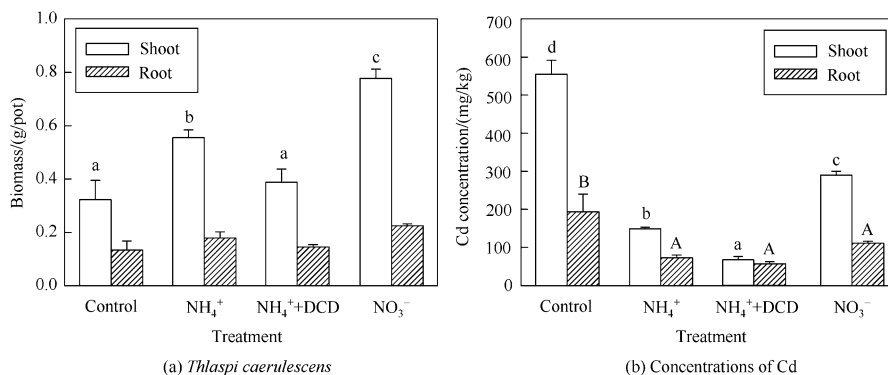 Shoot
Root
Biomass/(g/pot)
1.0
0.8
0.6
0.4
0.2
0.0
a
b
a
c
Control
NH₄⁺
NH₄⁺+DCD
NO₃⁻
Treatment
(a) Thlaspi caerulescens
Shoot
Root
Cd concentration/(mg/kg)
600
500
400
300
200
100
0
d
B
b
A
a
A
c
A
Control
NH₄⁺
NH₄⁺+DCD
NO₃⁻
Treatment
(b) Concentrations of Cd